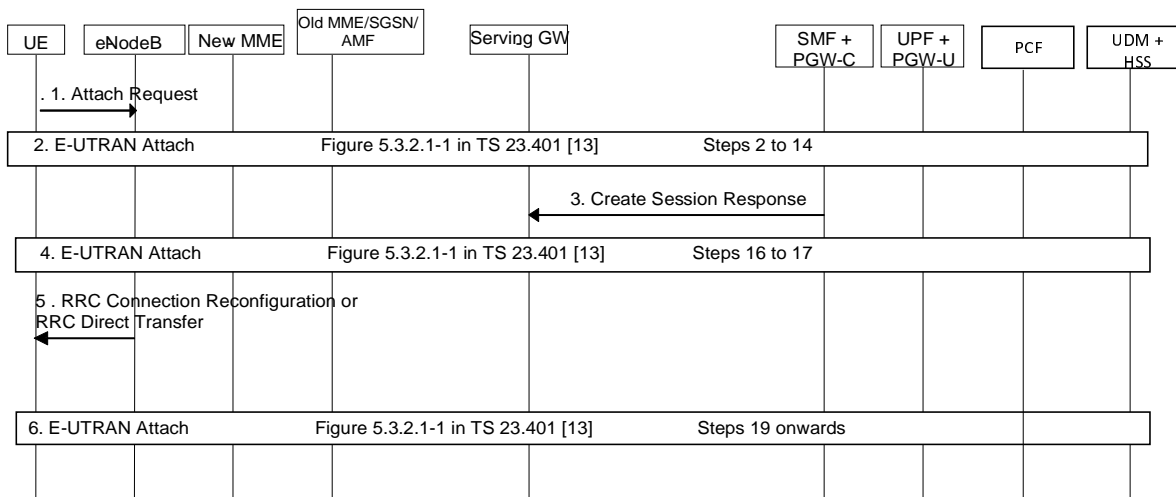 UE
eNodeB
New MME
Old MME/SGSN/
AMF
Serving GW
SMF +
PGW-C
UPF +
PGW-U
PCF
UDM +
HSS
. 1. Attach Request
2. E-UTRAN Attach Figure 5.3.2.1-1 in TS 23.401 [13] Steps 2 to 14
3. Create Session Response
4. E-UTRAN Attach Figure 5.3.2.1-1 in TS 23.401 [13] Steps 16 to 17
5 . RRC Connection Reconfiguration or
RRC Direct Transfer
6. E-UTRAN Attach Figure 5.3.2.1-1 in TS 23.401 [13] Steps 19 onwards